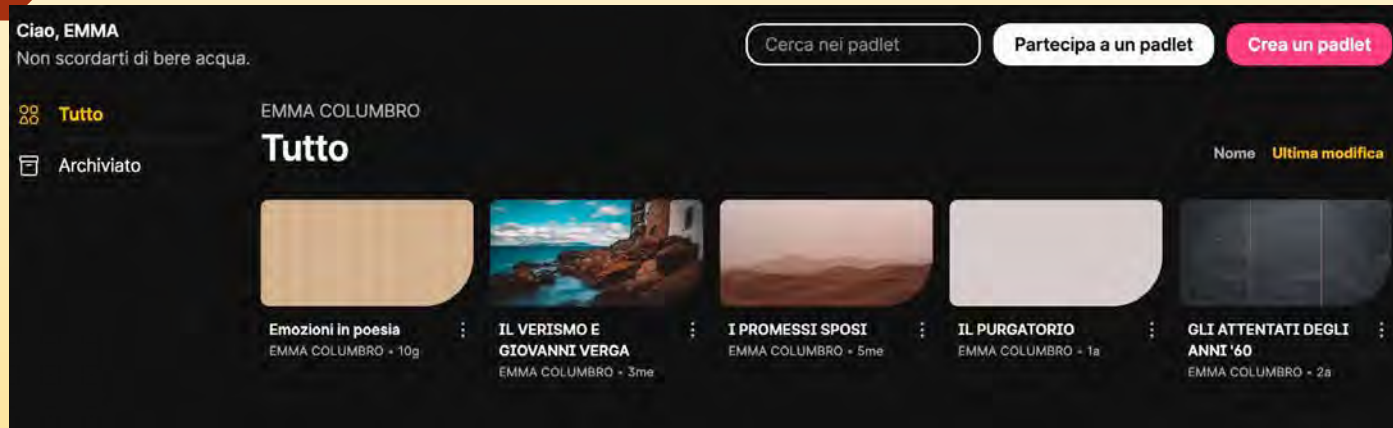 Ciao, EMMA
Non scordarti di bere acqua.
Cerca nei padlet
Partecipa a un padlet
Crea un padlet
Tutto
Archiviato
EMMA COLUMBRO
Tutto
Nome Ultima modifica
Emozioni in poesia
EMMA COLUMBRO • 10g
IL VERISMO E
GIOVANNI VERGA
EMMA COLUMBRO • 3me
I PROMESSI SPOSI
EMMA COLUMBRO • 5me
IL PURGATORIO
EMMA COLUMBRO • 1a
GLI ATTENTATI DEGLI
ANNI '60
EMMA COLUMBRO • 2a